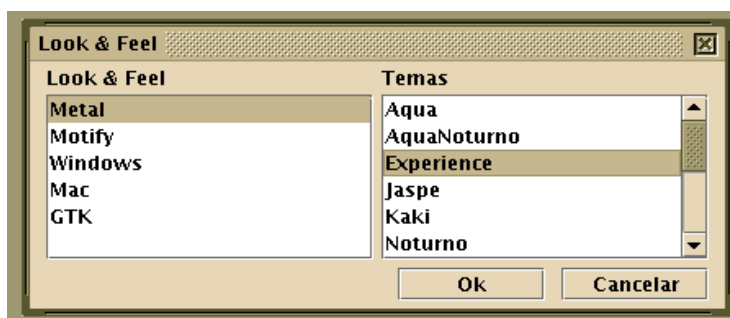 Look & Feel
Look & Feel
Metal
Motify
Windows
Mac
GTK
Temas
Aqua
AquaNoturno
Experience
Jaspe
Kaki
Noturno
Ok
Cancelar